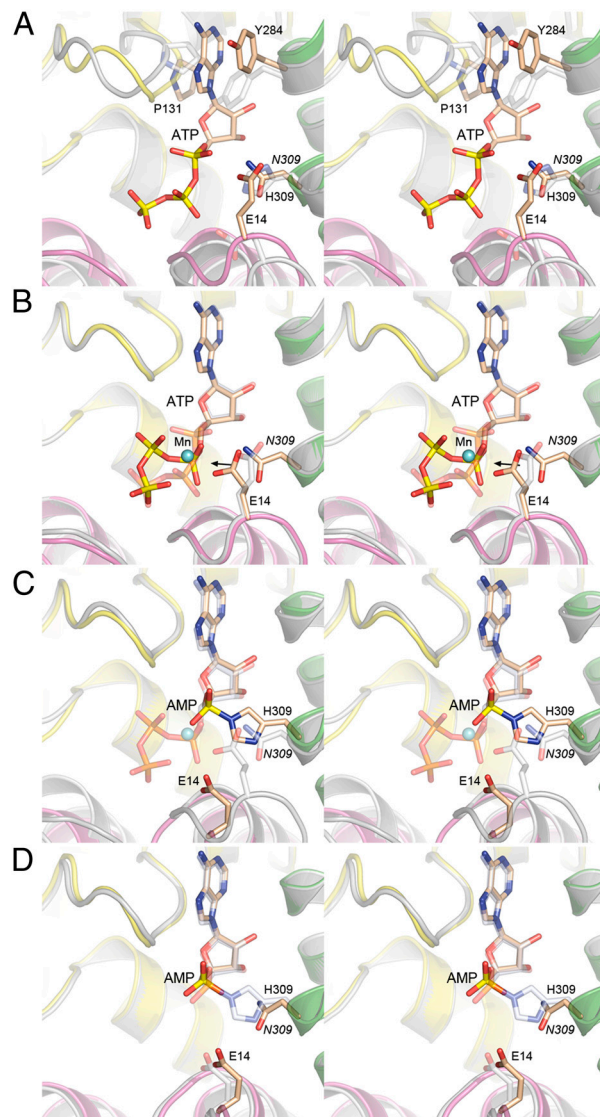 A
Y284 Y284
P131 P131
ATP ATP
N309 N309
H309 H309
E14 E14
B
ATP ATP
Mn Mn
N309 N309
E14 E14
C
AMP H309 AMP H309
N309 N309
E14 E14
D
AMP H309 AMP H309
N309 N309
E14 E14